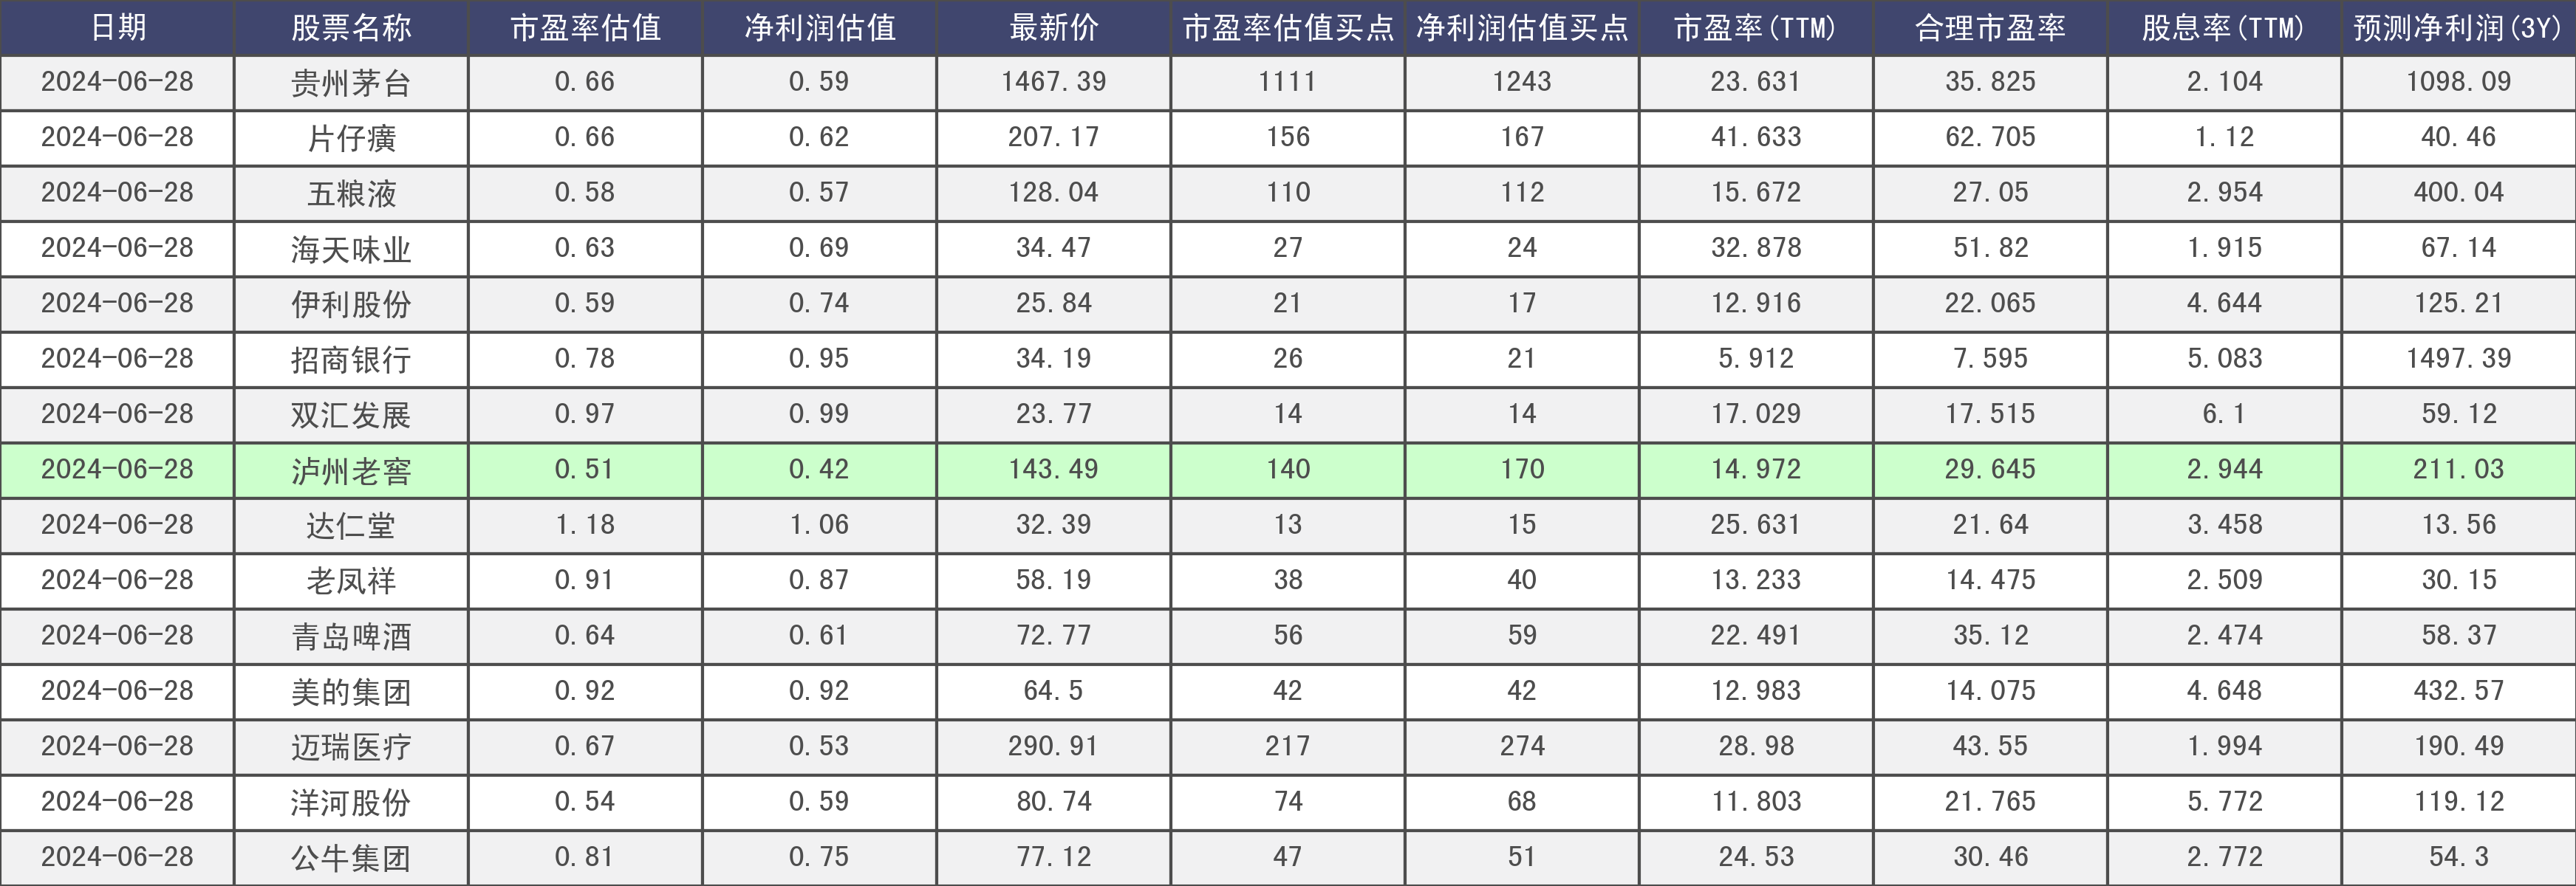 日期 股票名称 市盈率估值 净利润估值 最新价 市盈率估值买点 净利润估值买点 市盈率(TTM) 合理市盈率 股息率(TTM) 预测净利润(3Y)
2024-06-28 贵州茅台 0.66 0.59 1467.39 1111 1243 23.631 35.825 2.104 1098.09
2024-06-28 片仔癀 0.66 0.62 207.17 156 167 41.633 62.705 1.12 40.46
2024-06-28 五粮液 0.58 0.57 128.04 110 112 15.672 27.05 2.954 400.04
2024-06-28 海天味业 0.63 0.69 34.47 27 24 32.878 51.82 1.915 67.14
2024-06-28 伊利股份 0.59 0.74 25.84 21 17 12.916 22.065 4.644 125.21
2024-06-28 招商银行 0.78 0.95 34.19 26 21 5.912 7.595 5.083 1497.39
2024-06-28 双汇发展 0.97 0.99 23.77 14 14 17.029 17.515 6.1 59.12
2024-06-28 泸州老窖 0.51 0.42 143.49 140 170 14.972 29.645 2.944 211.03
2024-06-28 达仁堂 1.18 1.06 32.39 13 15 25.631 21.64 3.458 13.56
2024-06-28 老凤祥 0.91 0.87 58.19 38 40 13.233 14.475 2.509 30.15
2024-06-28 青岛啤酒 0.64 0.61 72.77 56 59 22.491 35.12 2.474 58.37
2024-06-28 美的集团 0.92 0.92 64.5 42 42 12.983 14.075 4.648 432.57
2024-06-28 迈瑞医疗 0.67 0.53 290.91 217 274 28.98 43.55 1.994 190.49
2024-06-28 洋河股份 0.54 0.59 80.74 74 68 11.803 21.765 5.772 119.12
2024-06-28 公牛集团 0.81 0.75 77.12 47 51 24.53 30.46 2.772 54.3